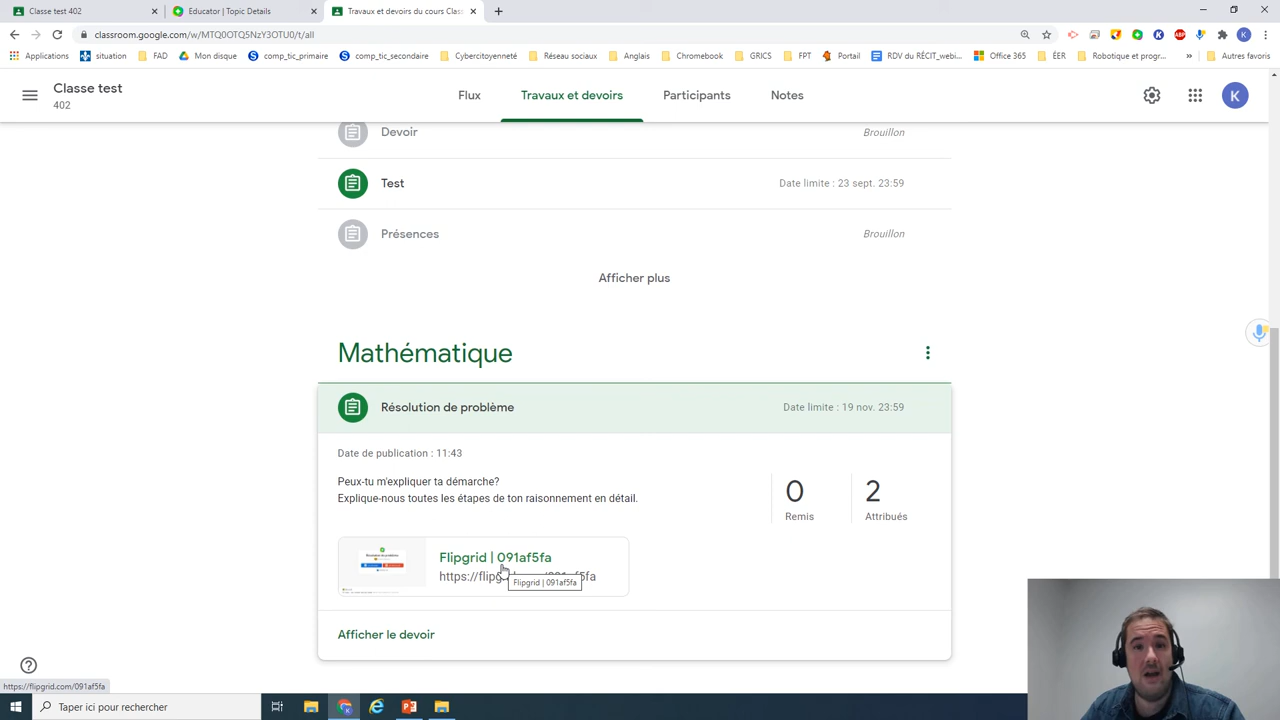 Classe test 402
Educator | Topic Details
Travaux et devoirs du cours Class
classroom.google.com/w/MTQ0OTQ5NzY3OTU0/t/all
Applications
situation
FAD
Mon disque
comp_tic_primaire
comp_tic_secondaire
Cybercitoyenneté
Réseau sociaux
Anglais
Chromebook
GRICS
FPT
Portail
RDV du RÉCIT_webi...
Office 365
ÉER
Robotique et progr...
»
Autres favoris
Classe test
402
Flux
Travaux et devoirs
Participants
Notes
K
Devoir
Brouillon
Test
Date limite : 23 sept. 23:59
Présences
Brouillon
Afficher plus
Mathématique
Résolution de problème
Date limite : 19 nov. 23:59
Date de publication : 11:43
Peux-tu m'expliquer ta démarche?
Explique-nous toutes les étapes de ton raisonnement en détail.
0
Remis
2
Attribués
Flipgrid | 091af5fa
Flipgrid | 091af5fa
Afficher le devoir
https://flipgrid.com/091af5fa
Taper ici pour rechercher